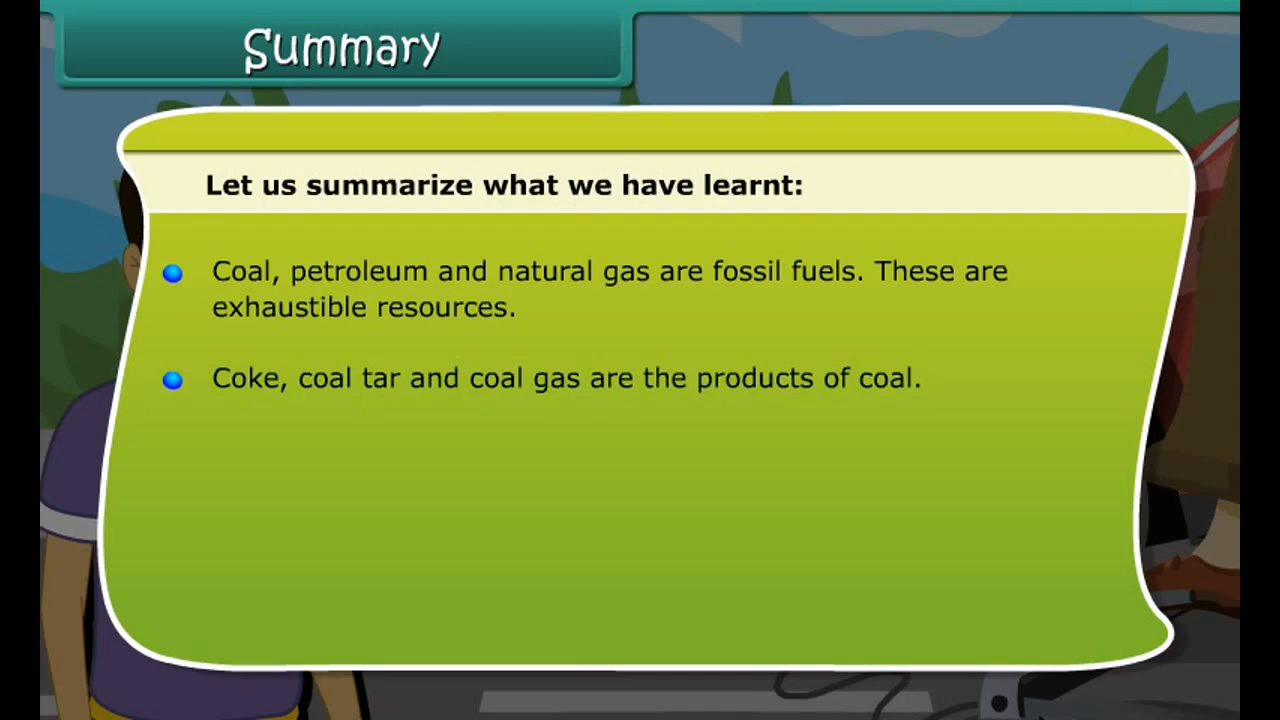 Summary
Let us summarize what we have learnt:
Coal, petroleum and natural gas are fossil fuels. These are
exhaustible resources.
Coke, coal tar and coal gas are the products of coal.